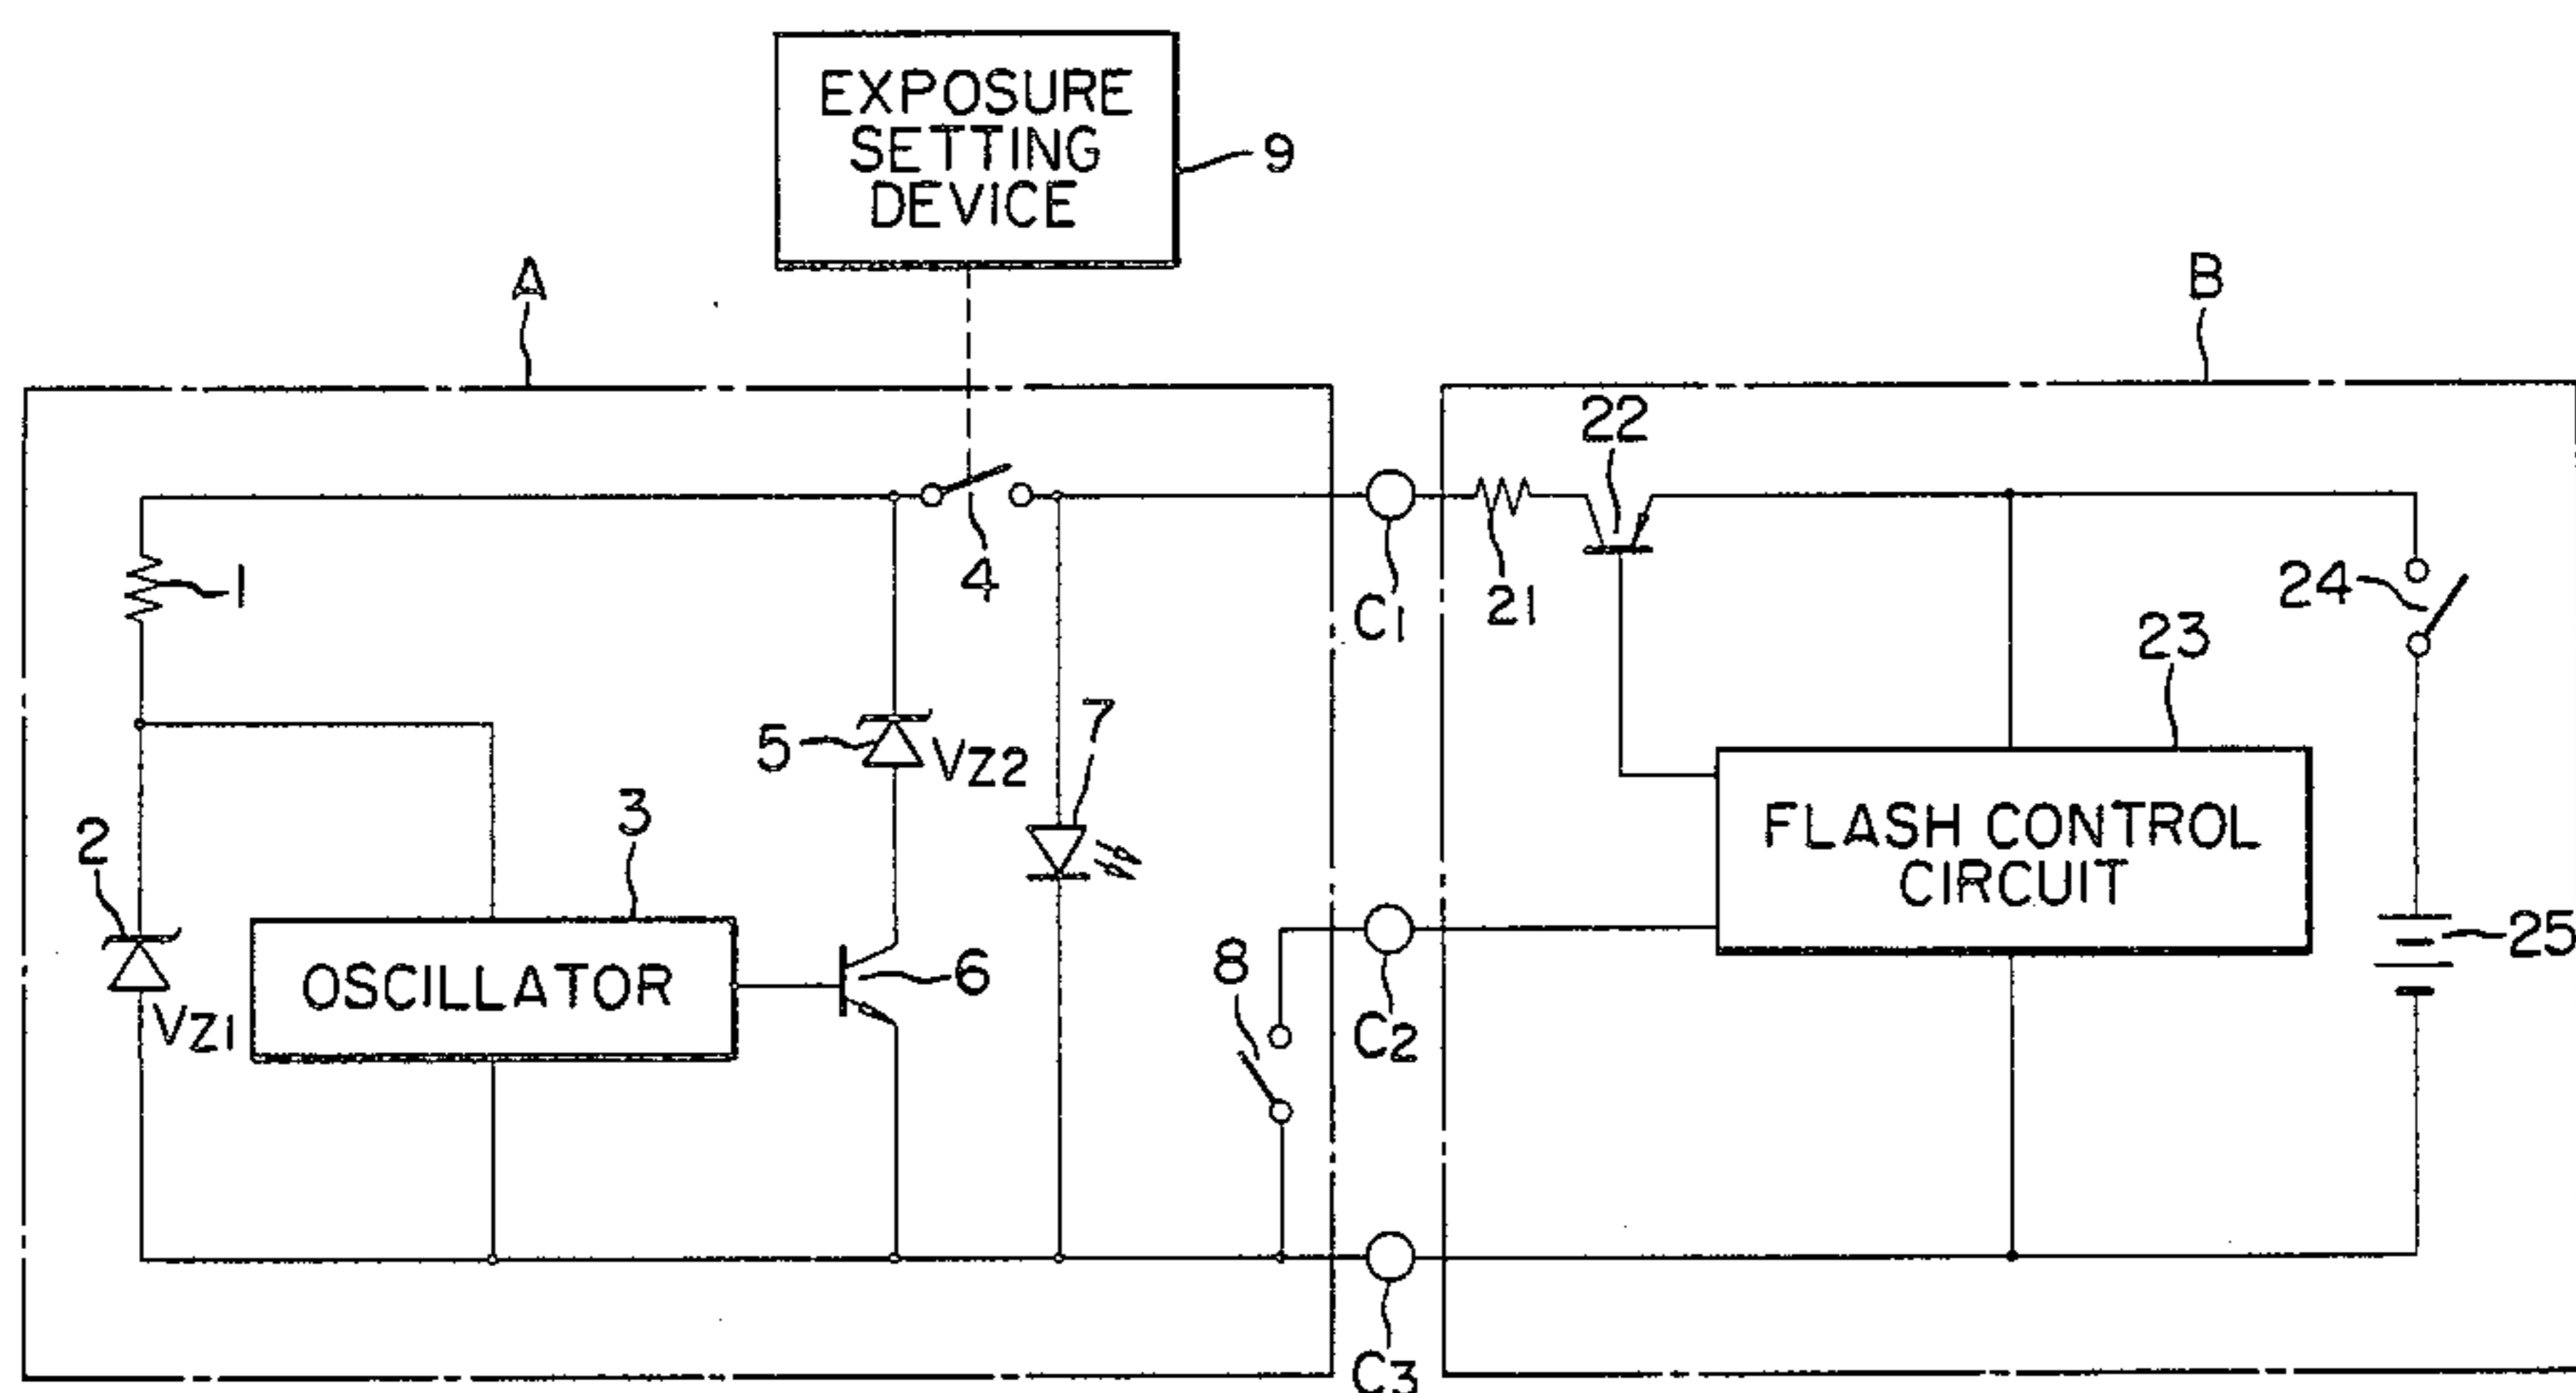 EXPOSURE
SETTING
DEVICE
9
A
B
22
4
21
C1
1
24
23
5
VZ2
7
2
3
FLASH CONTROL
CIRCUIT
25
OSCILLATOR
6
8
VZ1
C2
C3